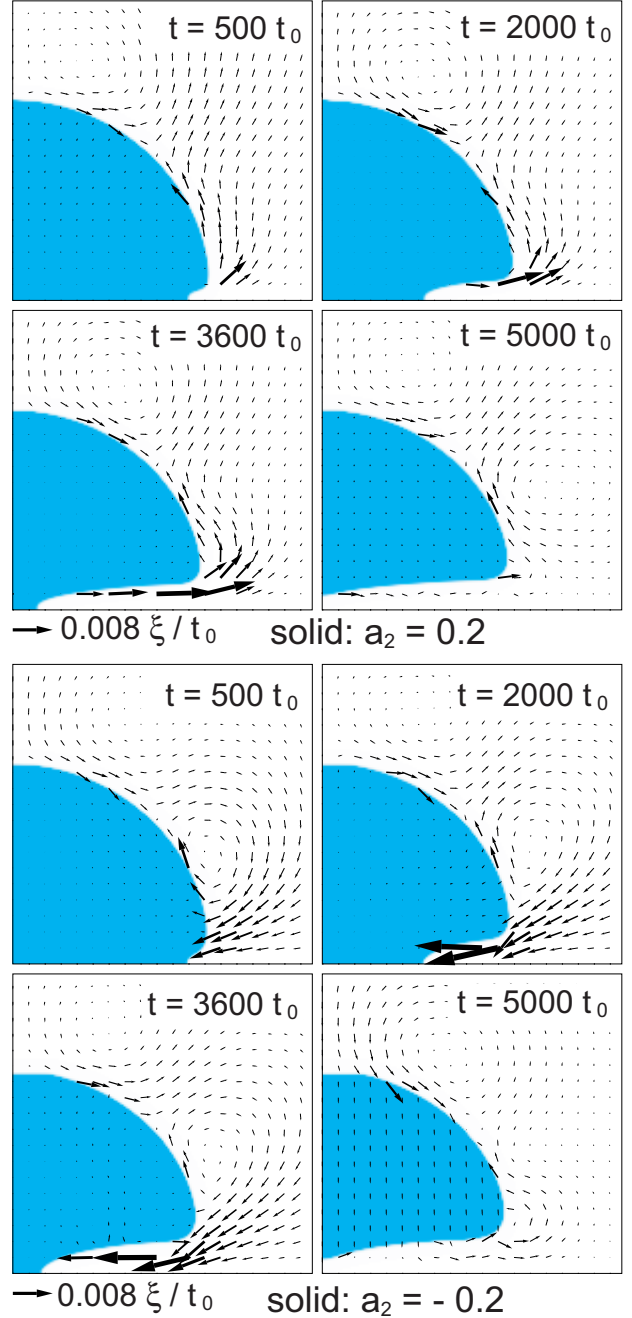 t = 500 t₀
t = 2000 t₀
t = 3600 t₀
t = 5000 t₀
0.008 ξ / t₀ solid: a₂ = 0.2
t = 500 t₀
t = 2000 t₀
t = 3600 t₀
t = 5000 t₀
0.008 ξ / t₀ solid: a₂ = - 0.2